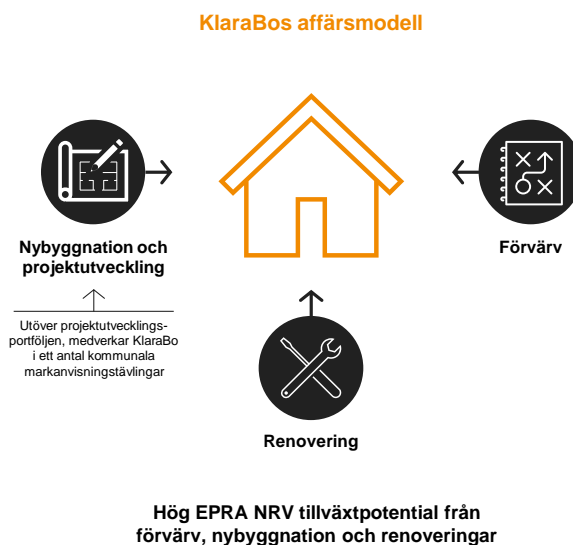 KlaraBos affärsmodell
Nybyggnation och
projektutveckling
Utöver projektutvecklings-
portföljen, medverkar KlaraBo
i ett antal kommunala
markanvisningstävlingar
Förvärv
Renovering
Hög EPRA NRV tillväxtpotential från
förvärv, nybyggnation och renoveringar